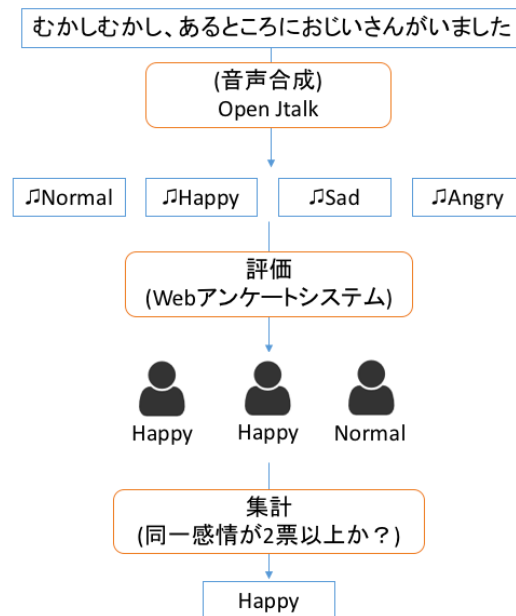 むかしむかし、あるところにおじいさんがいました
(音声合成)
Open Jtalk
♫Normal
♫Happy
♫Sad
♫Angry
評価
(Webアンケートシステム)
Happy
Happy
Normal
集計
(同一感情が2票以上か？)
Happy